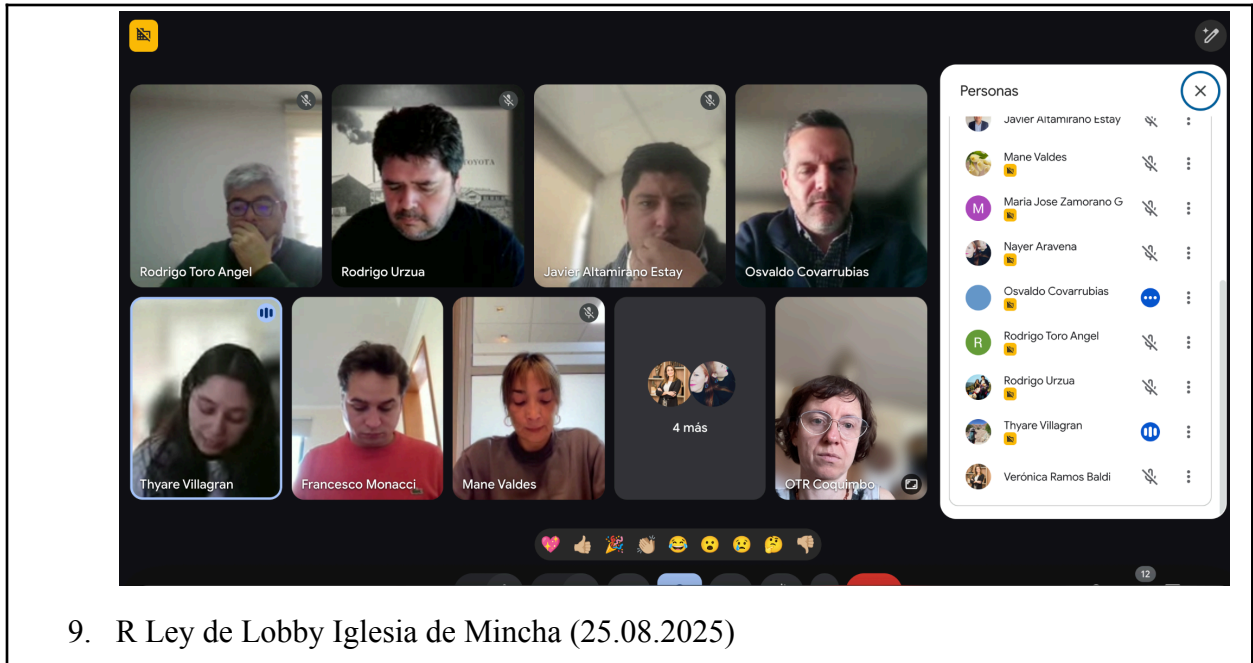 Personas
Javier Altamirano Estay
Mane Valdes
M
Maria Jose Zamorano G
Nayer Aravena
Osvaldo Covarrubias
R
Rodrigo Toro Angel
Rodrigo Urzua
Thyare Villagran
Verónica Ramos Baldi
TOYOTA
Rodrigo Toro Angel
Rodrigo Urzua
Javier Altamirano Estay
Osvaldo Covarrubias
Thyare Villagran
Francesco Monacci
Mane Valdes
4 más
OTR Coquimbo
12
9. R Ley de Lobby Iglesia de Mincha (25.08.2025)